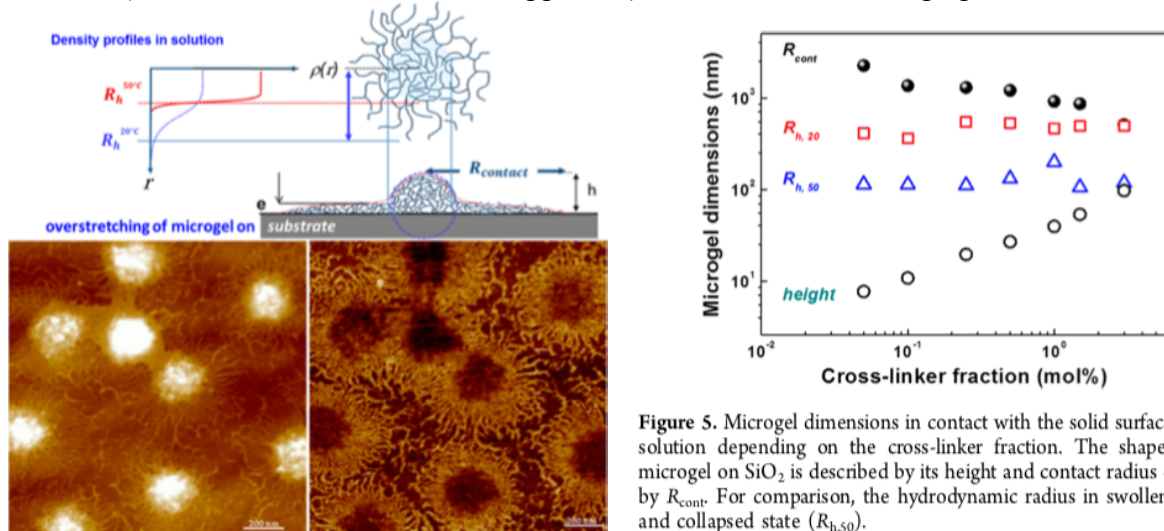 Density profiles in solution
ρ(r)
R_h 50°C
R_h 20°C
r
R_contact
h
e
overstretching of microgel on substrate
200 nm
200 nm
Microgel dimensions (nm)
10^3
10^2
10^1
R_cont
R_h, 20
R_h, 50
height
10^-2
10^-1
10^0
Cross-linker fraction (mol%)
Figure 5. Microgel dimensions in contact with the solid surfac
solution depending on the cross-linker fraction. The shape
microgel on SiO2 is described by its height and contact radius
by R_cont. For comparison, the hydrodynamic radius in swollen
and collapsed state (R_h,50).